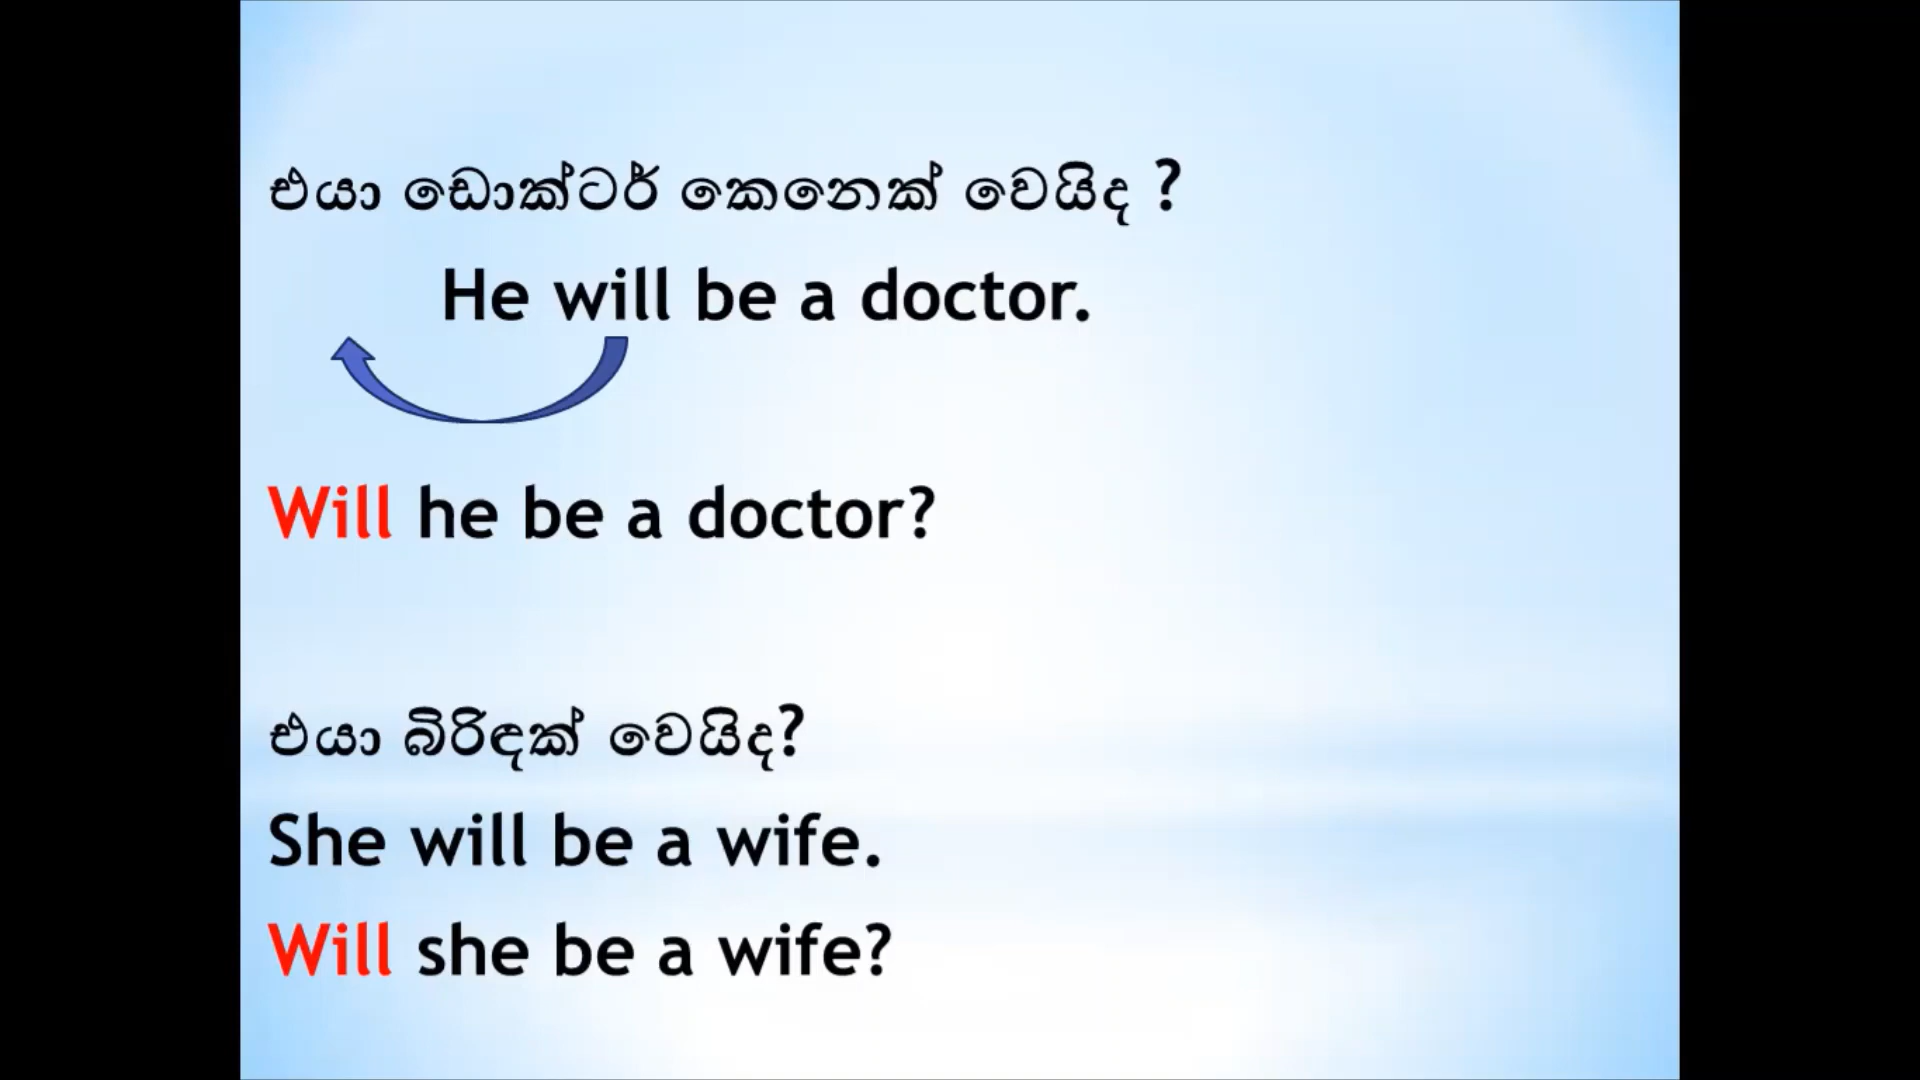 එයා ඩොක්ටර් කෙනෙක් වෙයිද ?
He will be a doctor.
Will he be a doctor?
එයා බිරිඳක් වෙයිද?
She will be a wife.
Will she be a wife?